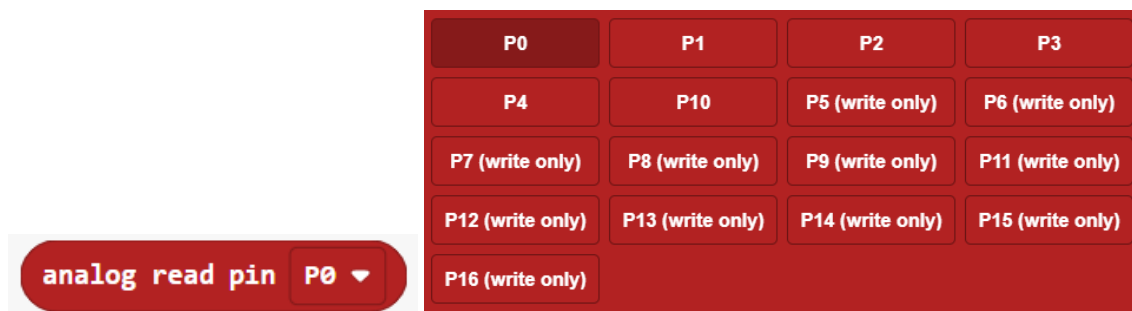 P0 P1 P2 P3
P4 P10 P5 (write only) P6 (write only)
P7 (write only) P8 (write only) P9 (write only) P11 (write only)
P12 (write only) P13 (write only) P14 (write only) P15 (write only)
analog read pin P0
P16 (write only)